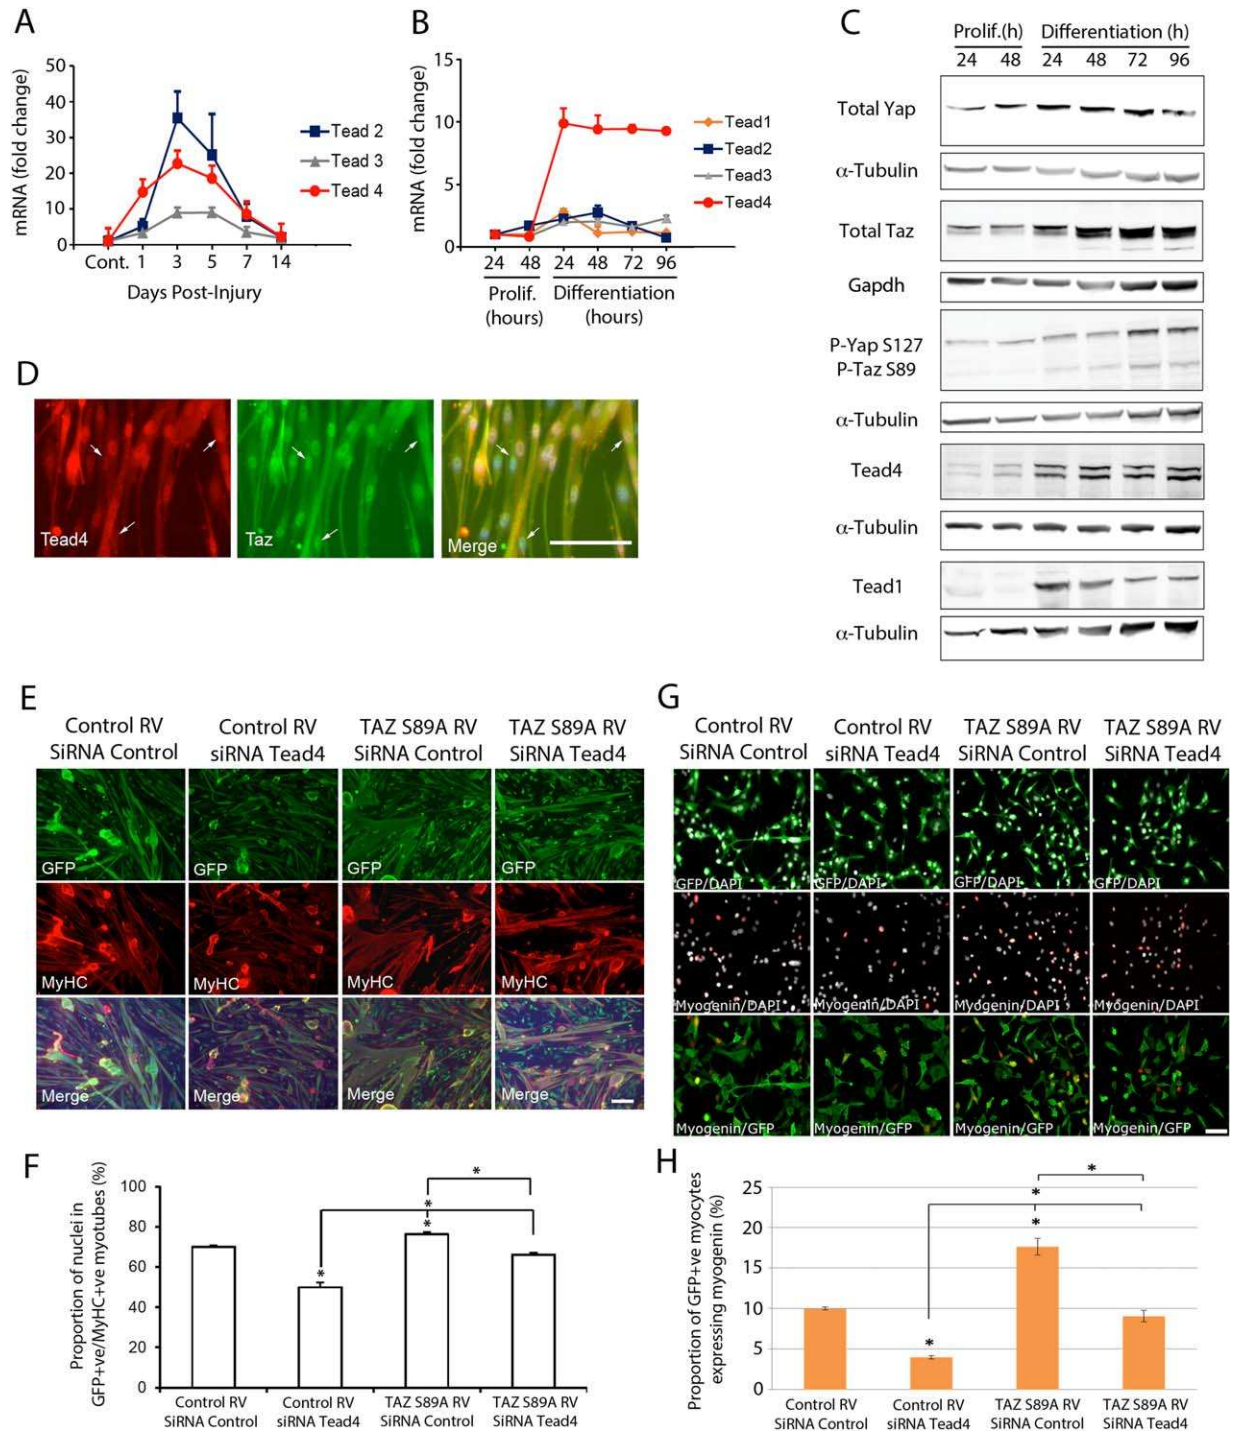 A
mRNA (fold change)
50
40
30
20
10
0
Cont. 1 3 5 7 14
Days Post-Injury
Tead 2
Tead 3
Tead 4
B
mRNA (fold change)
15
10
5
0
24 48 24 48 72 96
Prolif. Differentiation
(hours) (hours)
Tead1
Tead2
Tead3
Tead4
C
Prolif.(h) Differentiation (h)
24 48 24 48 72 96
Total Yap
α-Tubulin
Total Taz
Gapdh
P-Yap S127
P-Taz S89
α-Tubulin
Tead4
α-Tubulin
Tead1
α-Tubulin
D
Tead4 Taz Merge
E
Control RV Control RV TAZ S89A RV TAZ S89A RV
SiRNA Control siRNA Tead4 SiRNA Control SiRNA Tead4
GFP GFP GFP GFP
MyHC MyHC MyHC MyHC
Merge Merge Merge Merge
F
Proportion of nuclei in
GFP+ve/MyHC+ve myotubes (%)
100
80
60
40
20
0
*
*
*
*
Control RV Control RV TAZ S89A RV TAZ S89A RV
SiRNA Control siRNA Tead4 SiRNA Control SiRNA Tead4
G
Control RV Control RV TAZ S89A RV TAZ S89A RV
SiRNA Control siRNA Tead4 SiRNA Control SiRNA Tead4
GFP/DAPI GFP/DAPI GFP/DAPI GFP/DAPI
Myogenin/DAPI Myogenin/DAPI Myogenin/DAPI Myogenin/DAPI
Myogenin/GFP Myogenin/GFP Myogenin/GFP Myogenin/GFP
H
Proportion of GFP+ve myocytes
expressing myogenin (%)
25
20
15
10
5
0
*
*
*
*
Control RV Control RV TAZ S89A RV TAZ S89A RV
SiRNA Control siRNA Tead4 SiRNA Control SiRNA Tead4